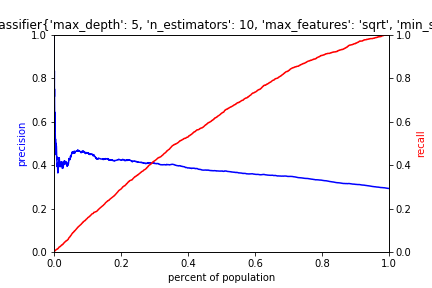 lassifier{'max_depth': 5, 'n_estimators': 10, 'max_features': 'sqrt', 'min_s
1.0 1.0
0.8 0.8
0.6 0.6
precision recall
0.4 0.4
0.2 0.2
0.0 0.0
0.0 0.2 0.4 0.6 0.8 1.0
percent of population